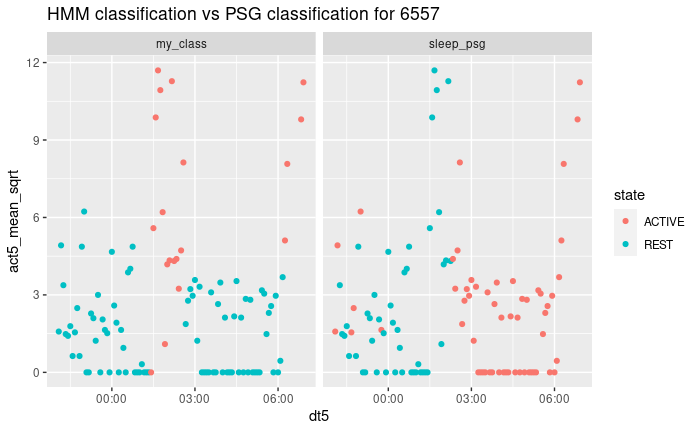 HMM classification vs PSG classification for 6557
my_class
sleep_psg
12
9
6
3
0
act5_mean_sqrt
00:00
03:00
06:00
00:00
03:00
06:00
dt5
state
ACTIVE
REST